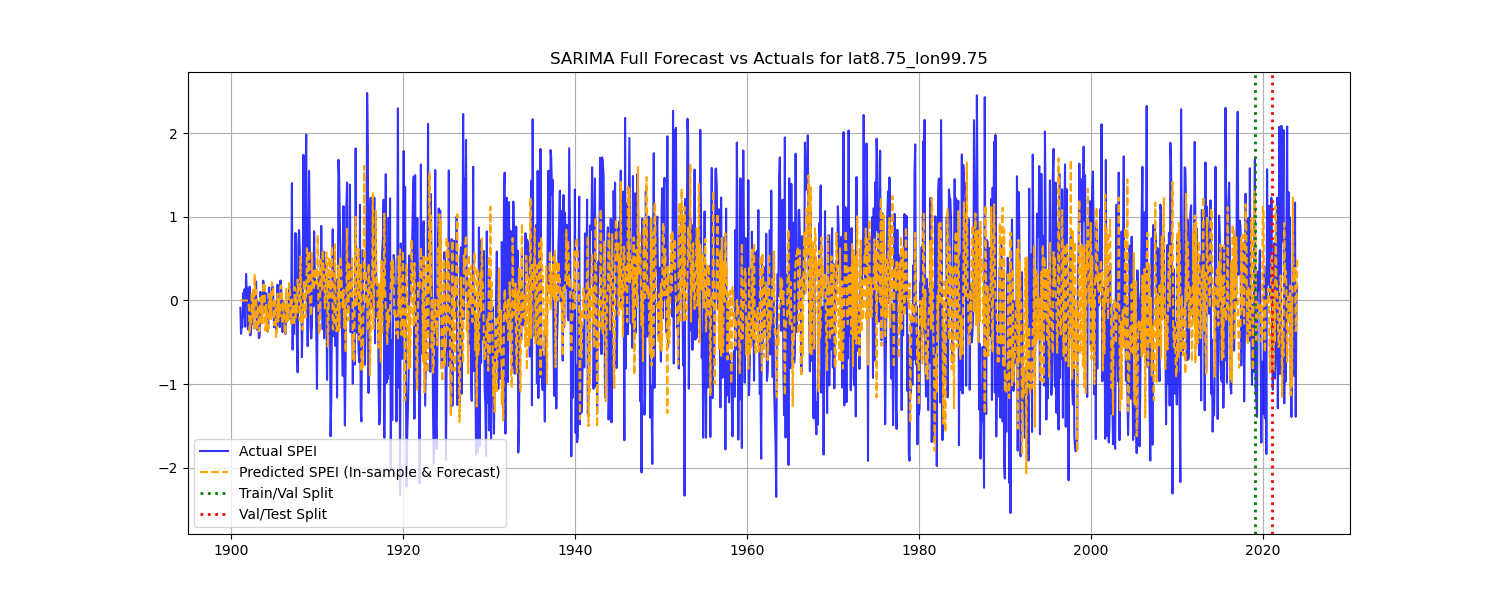 SARIMA Full Forecast vs Actuals for lat8.75_lon99.75
2
1
0
−1
−2
Actual SPEI
Predicted SPEI (In-sample & Forecast)
Train/Val Split
Val/Test Split
1900 1920 1940 1960 1980 2000 2020